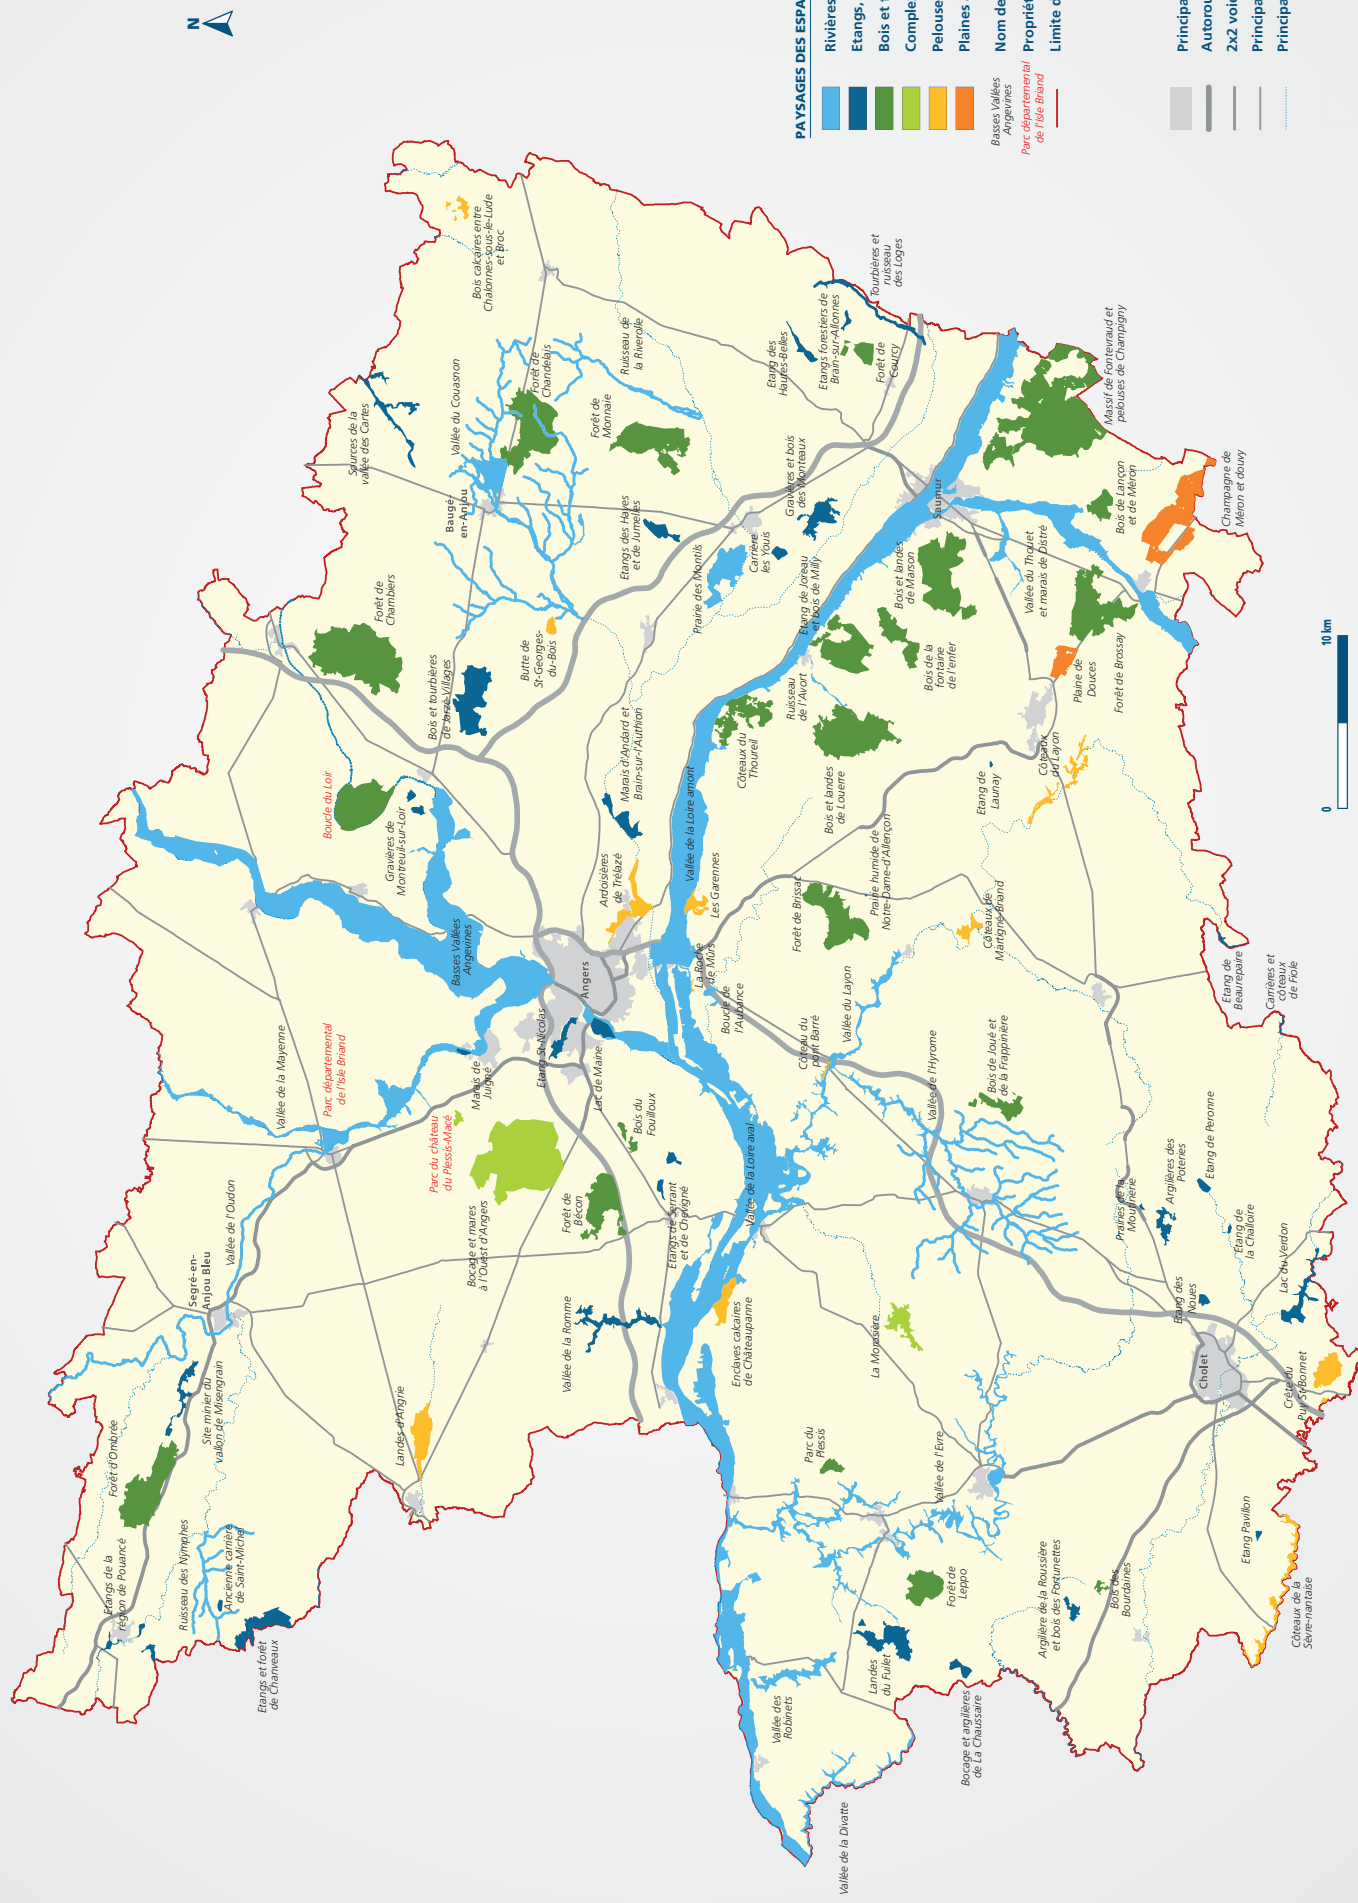 N
PAYSAGES DES ESPA
Rivières
Etangs,
Bois et
Comple
Pelouse
Plaines
Basses Vallées
Angevines
Nom de
Parc départemental
de l'Isle Briand
Propriét
Limite d
Principa
Autorou
2x2 voie
Principa
Principa
0
10 km
Etangs de la
région de Pouancé
Forêt d'Ombrée
Ruisseau des Nymphes
Ancienne carrière
de Saint-Michel
Etangs et forêt
de Chanveaux
Site minier du
vallon de Misengrain
Segré-en-
Anjou Bleu
Vallée de l'Oudon
Vallée de la Mayenne
Parc départemental
de l'Isle Briand
Landes d'Angrie
Parc du château
du Plessis-Macé
Bocage et mares
à l'Ouest d'Angers
Marais de
Juigné
Basses Vallées
Angevines
Gravières de
Montreuil-sur-Loir
Boucle du Loir
Forêt de
Chambiers
Bois et tourbières
de Jarzé-Villages
Sources de la
vallée des Cartes
Vallée du Couasnon
Baugé-
en-Anjou
Bois calcaires entre
Chalonnes-sous-le-Lude
et Broc
Forêt de
Chandelais
Butte de
St-Georges-
du-Bois
Forêt de
Monnaie
Ruisseau de
la Riverolle
Etangs des Hayes
et de Jumelles
Prairie des Montils
Carrière
les Youis
Gravières et bois
des Monteaux
Etang des
Hautes-Belles
Etangs forestiers de
Brain-sur-Allonnes
Tourbières et
ruisseau
des Loges
Forêt de
Courcy
Vallée de la Romme
Forêt de
Bécon
Bois du
Fouilloux
Etangs de Serrant
et de Chevigné
Etang St-Nicolas
Lac de Maine
Angers
Ardoisières
de Trélazé
Marais d'Andard et
Brain-sur-l'Authion
Vallée de la Loire amont
Les Garennes
La Roche
de Mûrs
Boucle de
l'Aubance
Vallée de la Loire aval
Enclaves calcaires
de Châteaupanne
Côteaux du
Thoureil
Ruisseau
de l'Avort
Etang de Joreau
et bois de Milly
Bois et landes
de Louerre
Forêt de Brissac
Prairie humide de
Notre-Dame-d'Allençon
Bois de la
fontaine
de l'enfer
Bois et landes
de Marson
Saumur
Massif de Fontevraud et
pelouses de Champigny
Bois de Lançon
et de Méron
Champagne de
Méron et douvy
Vallée du Thouet
et marais de Distré
Plaine de
Douces
Forêt de Brossay
Côteaux
du Layon
Etang de
Launay
Côteaux de
Martigné-Briand
Vallée du Layon
Côteau du
pont Barré
Vallée de l'Hyrome
Bois de Joué et
de la Frappinière
Etang de
Beaurepaire
Carrières et
côteaux
de Fiole
La Morosière
Parc du
Plessis
Vallée de l'Evre
Forêt de
Leppo
Landes
du Fuilet
Vallée des
Robinets
Vallée de la Divatte
Bocage et argilières
de La Chaussaire
Argilière de la Roussière
et bois des Fortunettes
Bois des
Bourdaines
Etang Pavillon
Côteaux de la
Sèvre-nantaise
Cholet
Crête du
Puy St-Bonnet
Etang des
Noues
Lac du Verdon
Etang de
la Challoire
Etang de Peronne
Argilières des
Poteries
Prairies de la
Moulinerie